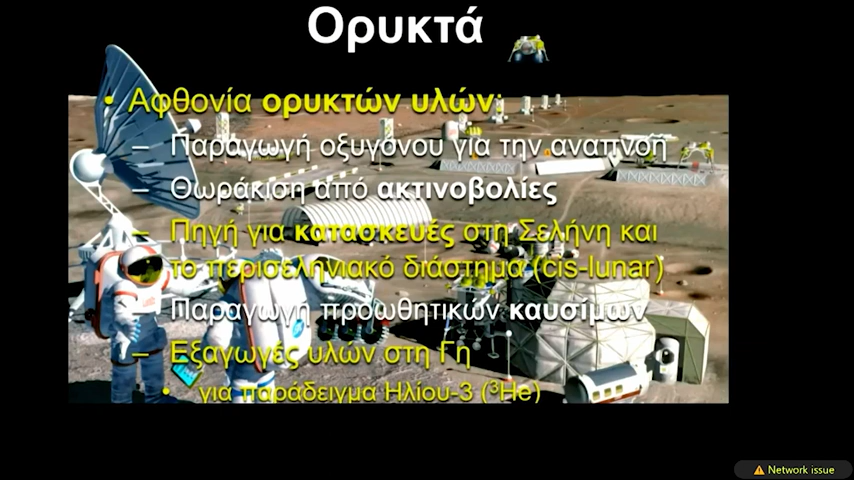 Ορυκτά
• Αφθονία ορυκτών υλών:
– Παραγωγή οξυγόνου για την αναπνοή
– Θωράκιση από ακτινοβολίες
– Πηγή για κατασκευές στη Σελήνη και
το περισεληνιακό διάστημα (cis-lunar)
– Παραγωγή προωθητικών καυσίμων
– Εξαγωγές υλών στη Γη
• για παράδειγμα Ηλίου-3 (³He)
Network issue